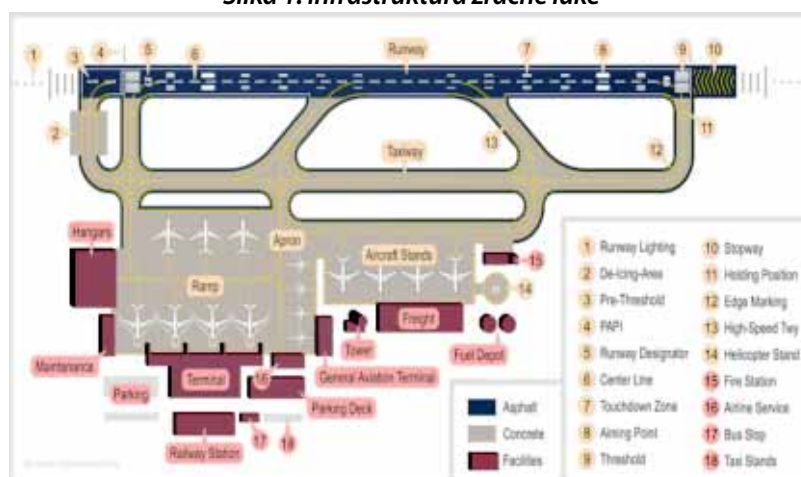 Slika 1. Infrastruktura zračne luke
1
3
4
5
6
Runway
7
8
9
10
2
11
13
12
Taxiway
Hangars
Apron
Aircraft Stands
15
Ramp
14
Freight
Tower
Fuel Depot
Maintenance
General Aviation Terminal
Parking
Terminal
16
Parking Deck
Railway Station
17
18
Asphalt
Concrete
Facilities
1 Runway Lighting
2 De-Icing-Area
3 Pre-Threshold
4 PAPI
5 Runway Designator
6 Center Line
7 Touchdown Zone
8 Aiming Point
9 Threshold
10 Stopway
11 Holding Position
12 Edge Marking
13 High-Speed Twy
14 Helicopter Stand
15 Fire Station
16 Airline Service
17 Bus Stop
18 Taxi Stands